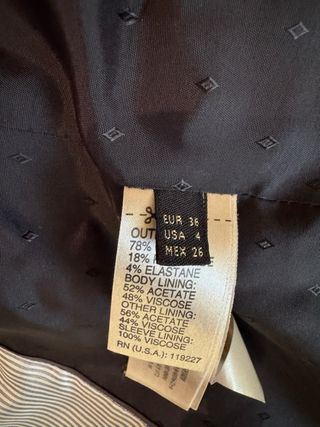 EUR 36
USA 4
MEX 26
78%
18%
4% ELASTANE
BODY LINING:
52% ACETATE
48% VISCOSE
OTHER LINING:
56% ACETATE
44% VISCOSE
SLEEVE LINING:
100% VISCOSE
RN (U.S.A.): 119227